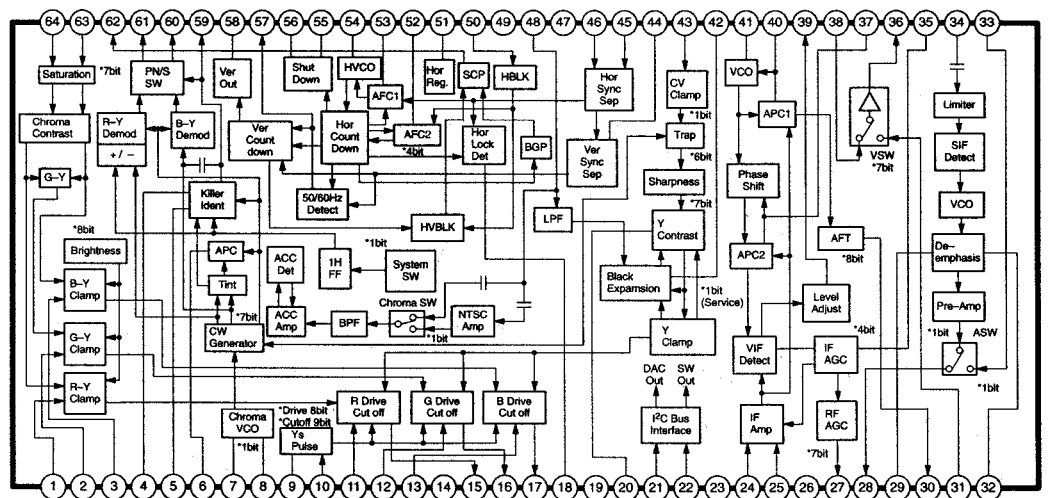 64 63 62 61 60 59 58 57 56 55 54 53 52 51 50 49 48 47 46 45 44 43 42 41 40 39 38 37 36 35 34 33
Saturation
*7bit
PN/S
SW
Ver
Out
Shut
Down
HVCO
AFC1
Hor
Reg.
SCP
HBLK
Hor
Sync
Sep
CV
Clamp
*1bit
VCO
APC1
VSW
*7bit
Limiter
Chroma
Contrast
R–Y
Demod
+ / –
B–Y
Demod
Ver
Count
down
Hor
Count
Down
AFC2
*4bit
Hor
Lock
Det
BGP
Ver
Sync
Sep
Trap
*6bit
SIF
Detect
G–Y
Killer
Ident
50/60Hz
Detect
HVBLK
LPF
Sharpness
*7bit
Phase
Shift
VCO
*8bit
Brightness
APC
ACC
Det
1H
FF
*1bit
System
SW
Y
Contrast
APC2
AFT
*8bit
De–
emphasis
B–Y
Clamp
Tint
*7bit
Black
Expamsion
*1bit
(Service)
Level
Adjust
Pre–Amp
G–Y
Clamp
CW
Generator
ACC
Amp
BPF
Chroma SW
*1bit
NTSC
Amp
Y
Clamp
VIF
Detect
IF
AGC
*4bit
*1bit
ASW
*1bit
R–Y
Clamp
Chroma
VCO
*1bit
*Drive 8bit
*Cutoff 9bit
Ys
Pulse
R Drive
Cut off
G Drive
Cut off
B Drive
Cut off
DAC
Out
SW
Out
I²C Bus
Interface
IF
Amp
RF
AGC
*7bit
1 2 3 4 5 6 7 8 9 10 11 12 13 14 15 16 17 18 19 20 21 22 23 24 25 26 27 28 29 30 31 32